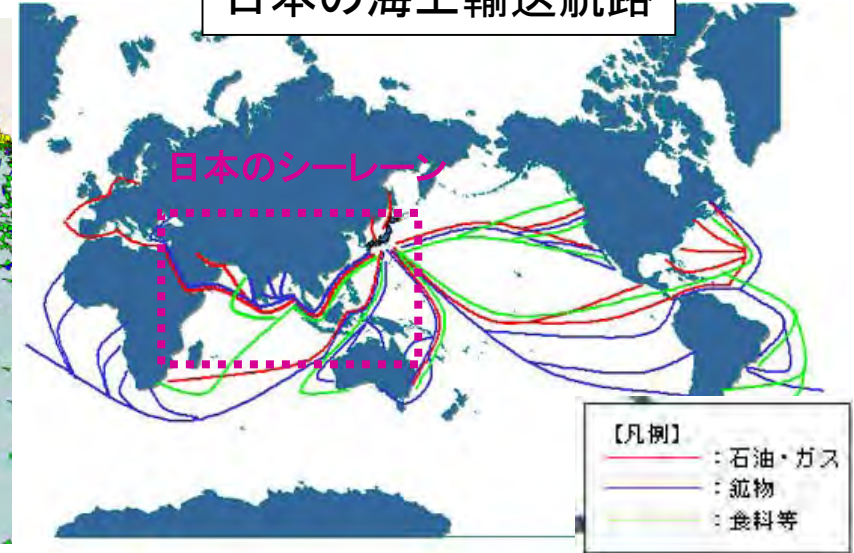 日本の海上輸送航路
日本のシーレーン
【凡例】
：石油・ガス
：鉱物
：食料等